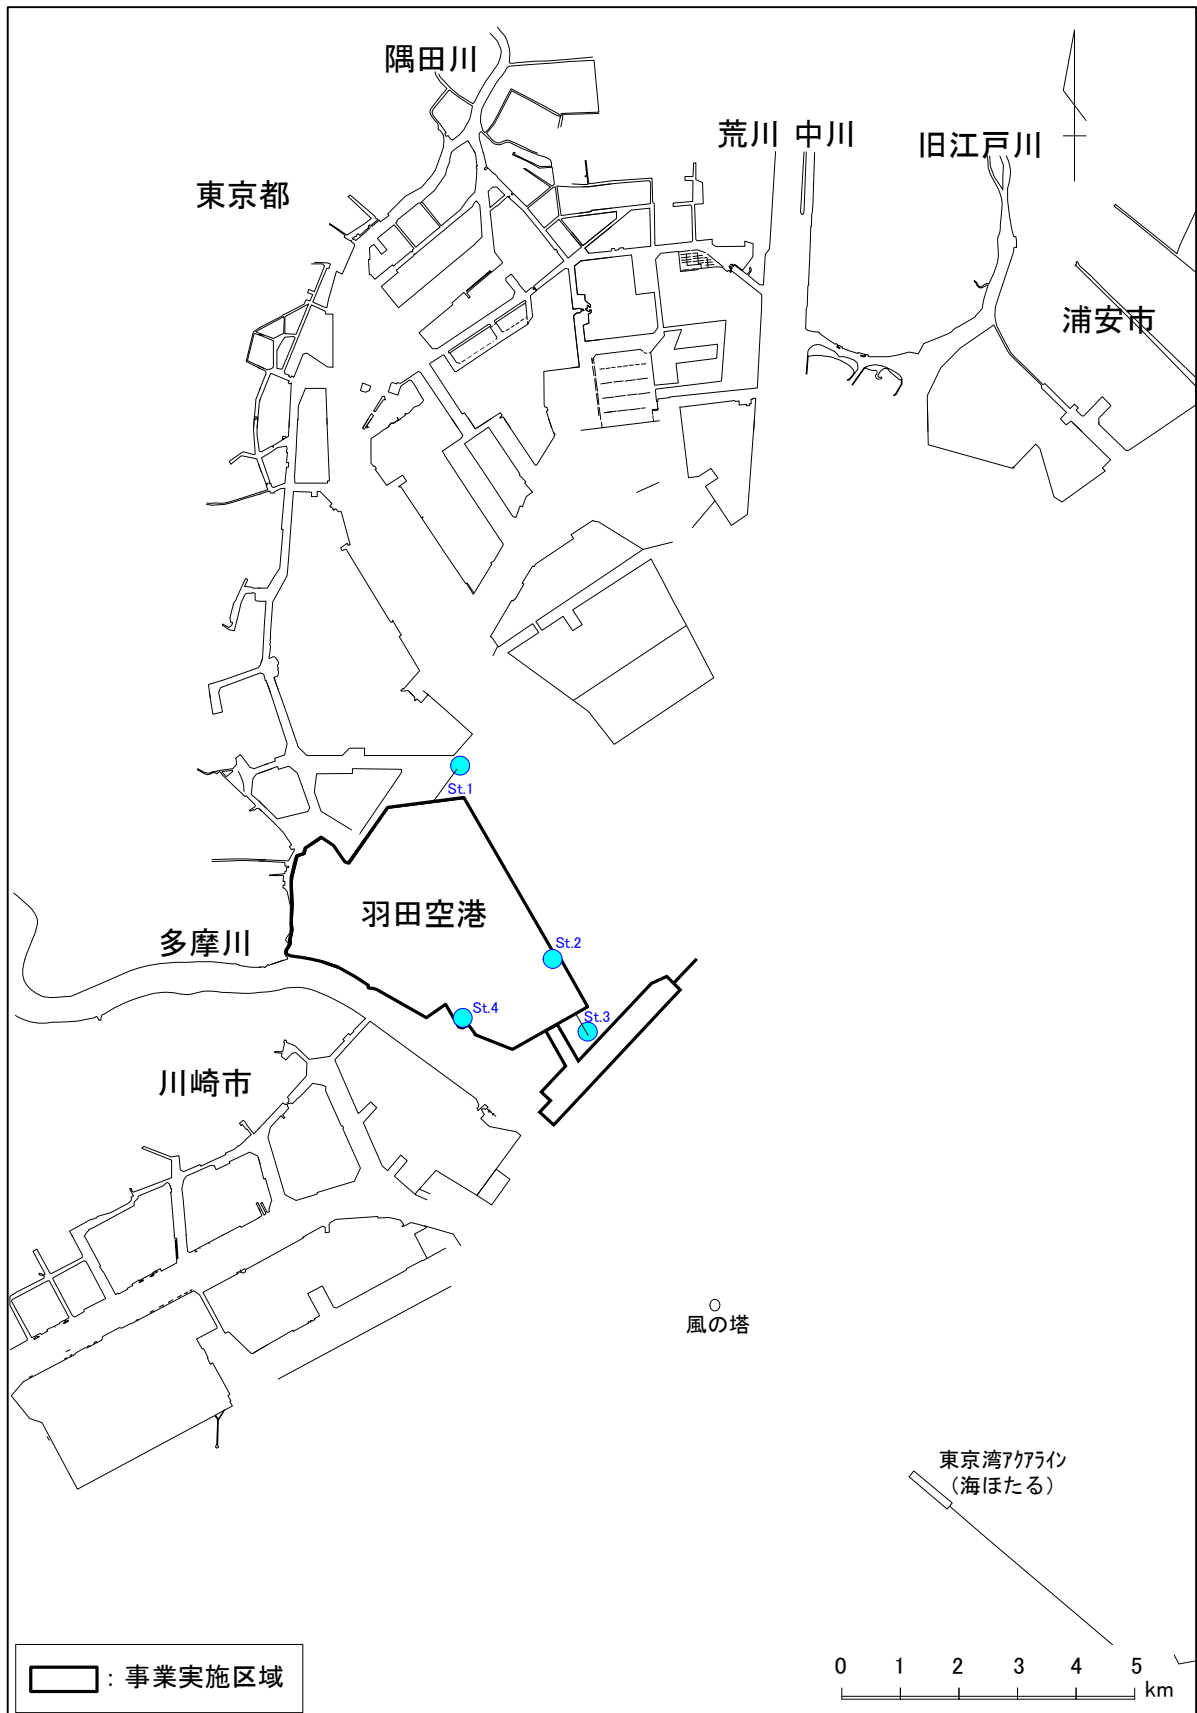 隅田川
荒川 中川
旧江戸川
東京都
浦安市
St.1
羽田空港
多摩川
St.2
St.4
St.3
川崎市
風の塔
東京湾アクアライン
（海ほたる）
：事業実施区域
0 1 2 3 4 5
km